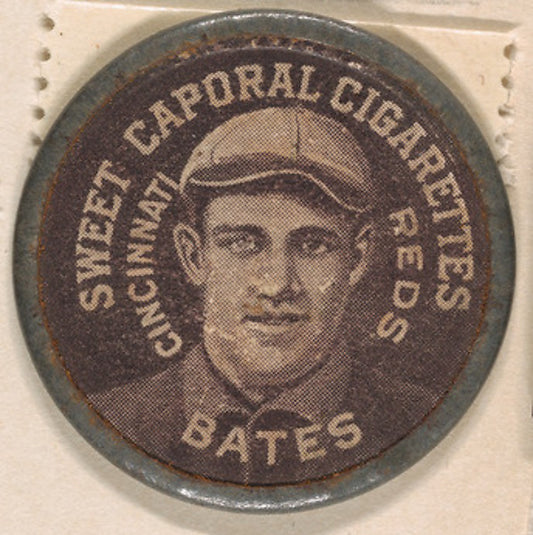 SWEET CAPORAL CIGARETTES
CINCINNATI
REDS
BATES